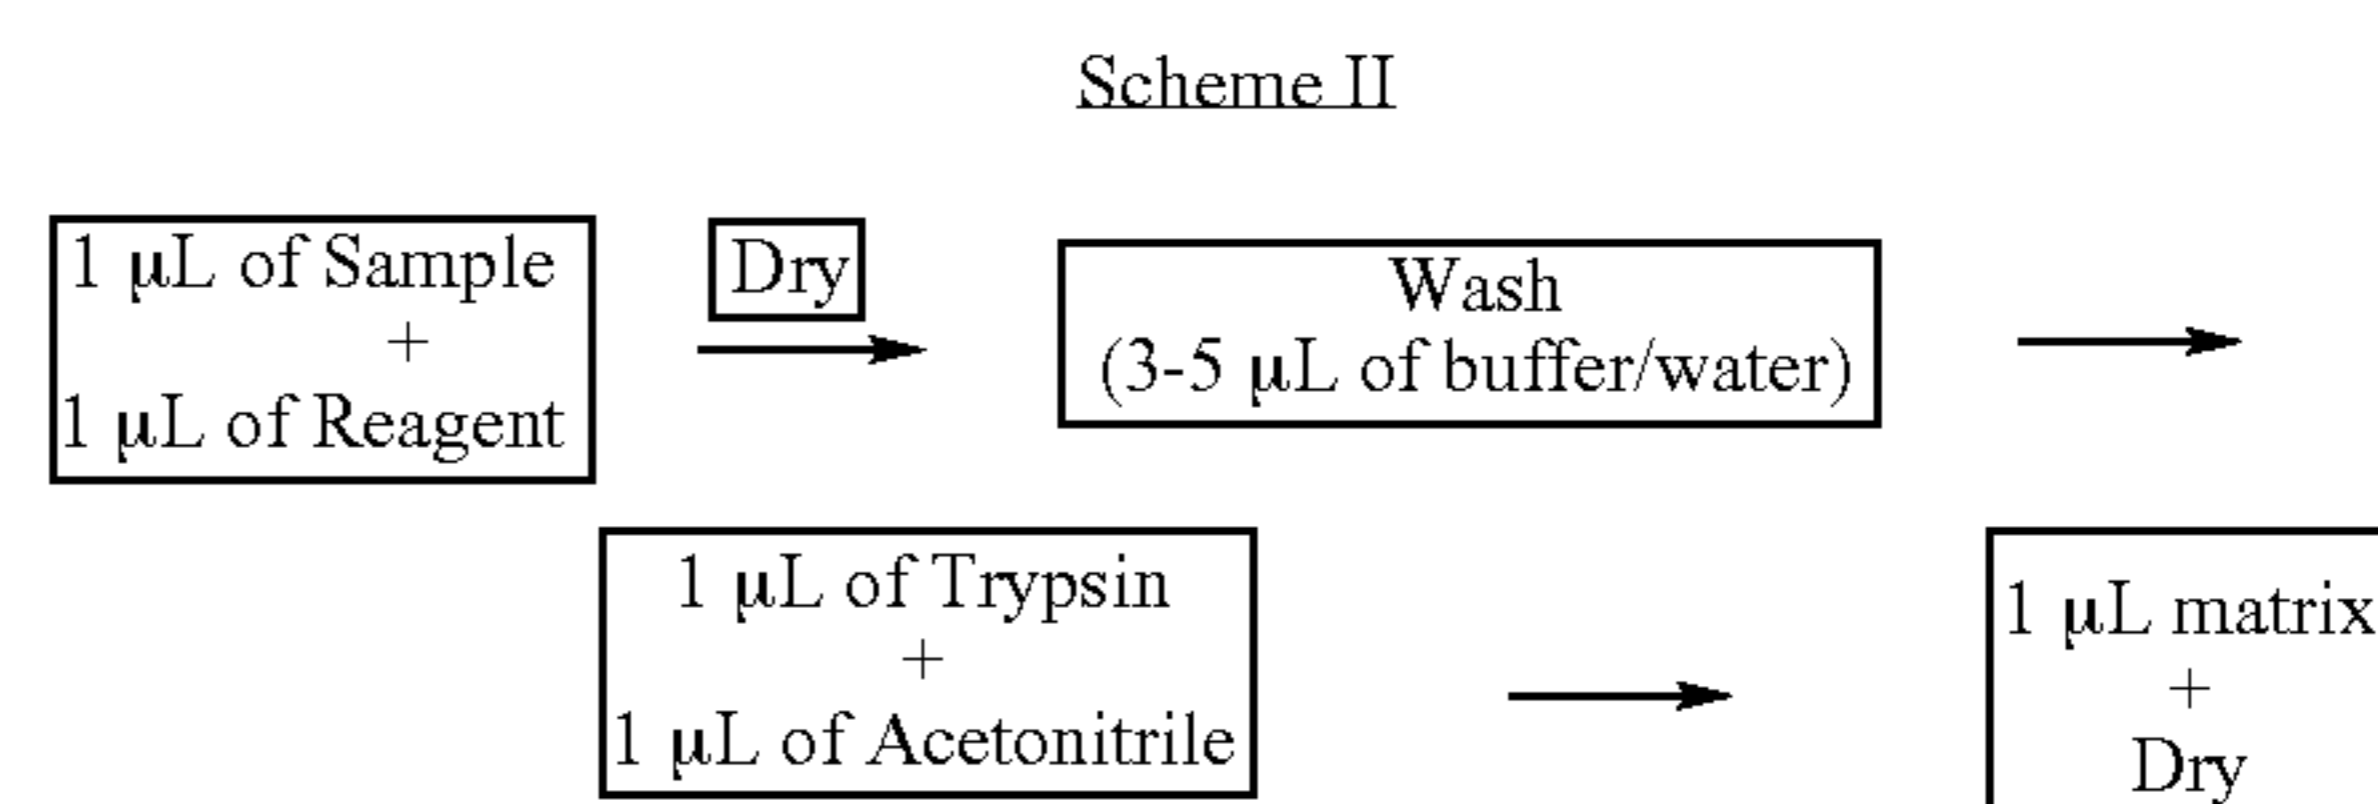 Scheme II
1 μL of Sample
+
1 μL of Reagent
Dry
Wash
(3-5 μL of buffer/water)
1 μL of Trypsin
+
1 μL of Acetonitrile
1 μL matrix
+
Dry